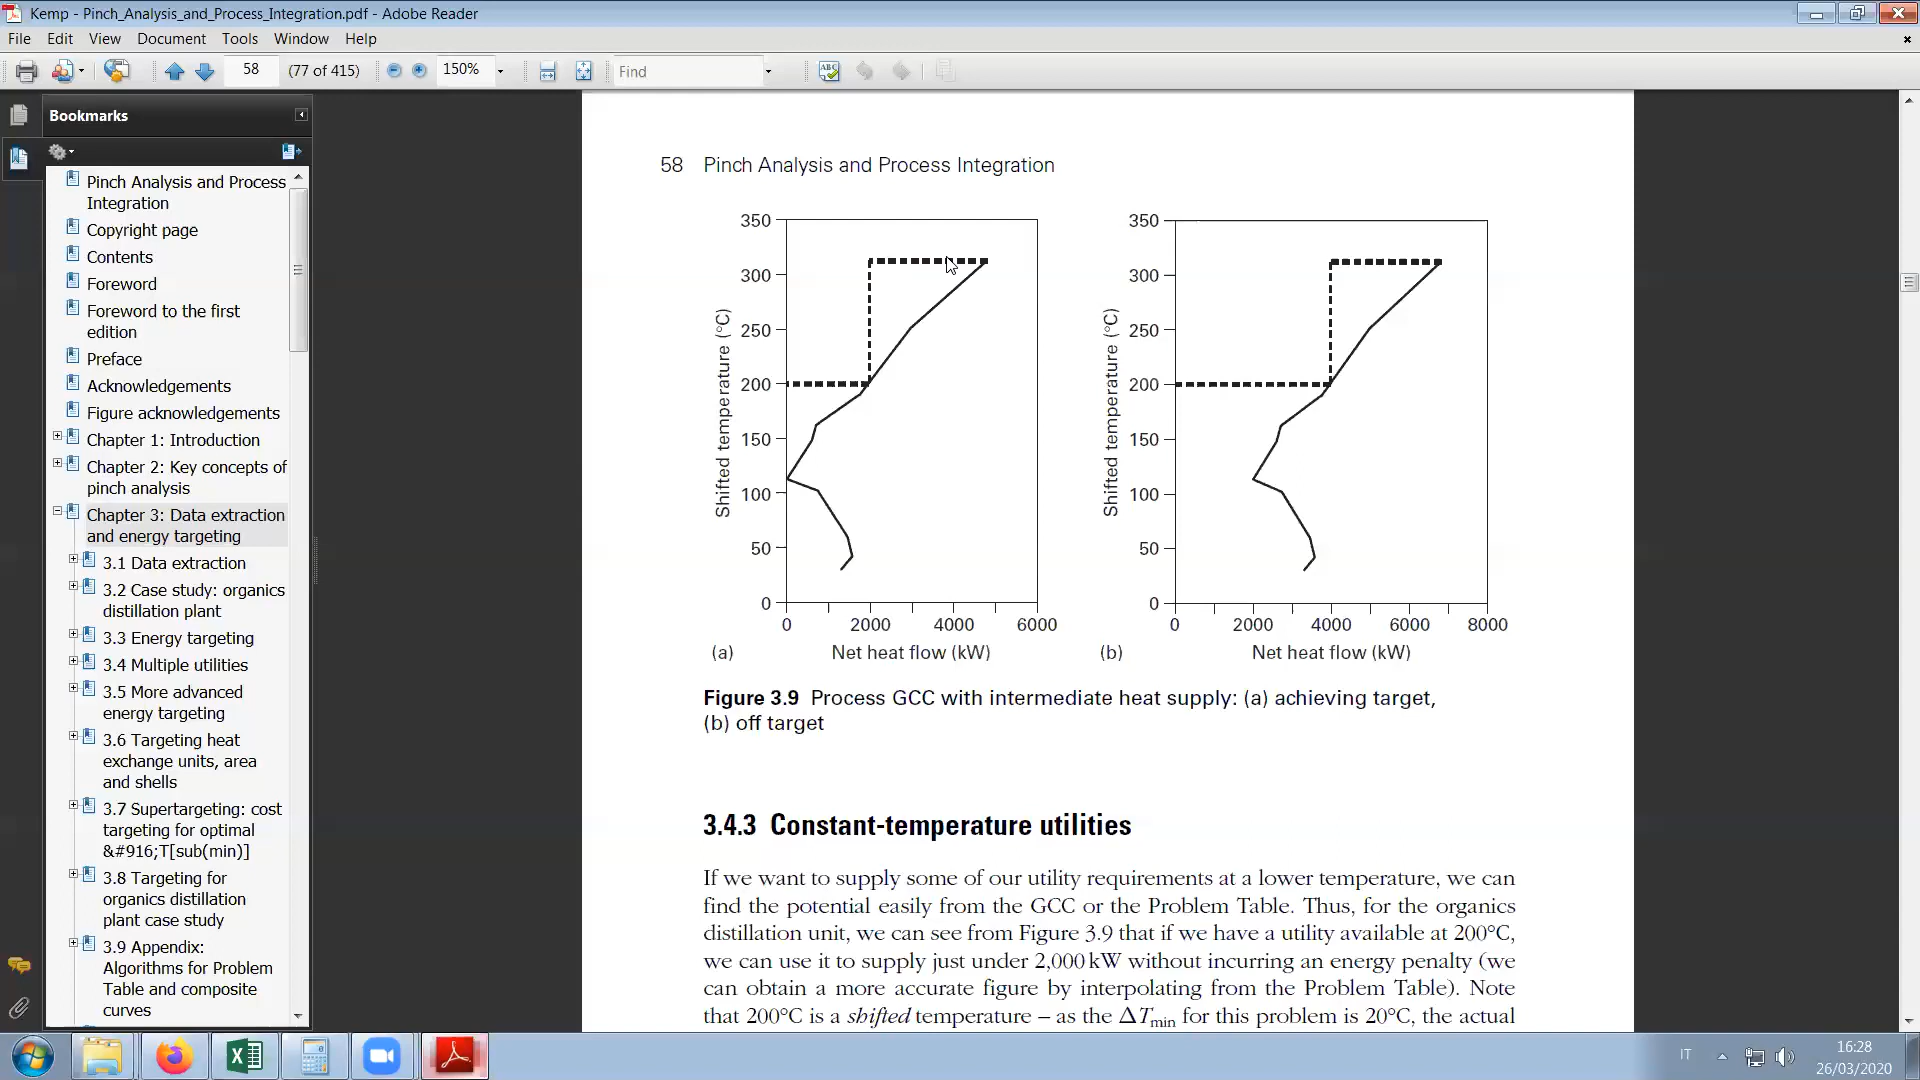 Kemp - Pinch_Analysis_and_Process_Integration.pdf - Adobe Reader
File Edit View Document Tools Window Help
58 (77 of 415) 150% Find
Bookmarks
Pinch Analysis and Process
Integration
Copyright page
Contents
Foreword
Foreword to the first
edition
Preface
Acknowledgements
Figure acknowledgements
Chapter 1: Introduction
Chapter 2: Key concepts of
pinch analysis
Chapter 3: Data extraction
and energy targeting
3.1 Data extraction
3.2 Case study: organics
distillation plant
3.3 Energy targeting
3.4 Multiple utilities
3.5 More advanced
energy targeting
3.6 Targeting heat
exchange units, area
and shells
3.7 Supertargeting: cost
targeting for optimal
&#916;T[sub(min)]
3.8 Targeting for
organics distillation
plant case study
3.9 Appendix:
Algorithms for Problem
Table and composite
curves
58 Pinch Analysis and Process Integration
350
300
250
200
150
100
50
0
Shifted temperature (°C)
0 2000 4000 6000
(a) Net heat flow (kW)
350
300
250
200
150
100
50
0
Shifted temperature (°C)
0 2000 4000 6000 8000
(b) Net heat flow (kW)
Figure 3.9 Process GCC with intermediate heat supply: (a) achieving target,
(b) off target
3.4.3 Constant-temperature utilities
If we want to supply some of our utility requirements at a lower temperature, we can
find the potential easily from the GCC or the Problem Table. Thus, for the organics
distillation unit, we can see from Figure 3.9 that if we have a utility available at 200°C,
we can use it to supply just under 2,000 kW without incurring an energy penalty (we
can obtain a more accurate figure by interpolating from the Problem Table). Note
that 200°C is a shifted temperature – as the ΔTmin for this problem is 20°C, the actual
IT
16:28
26/03/2020